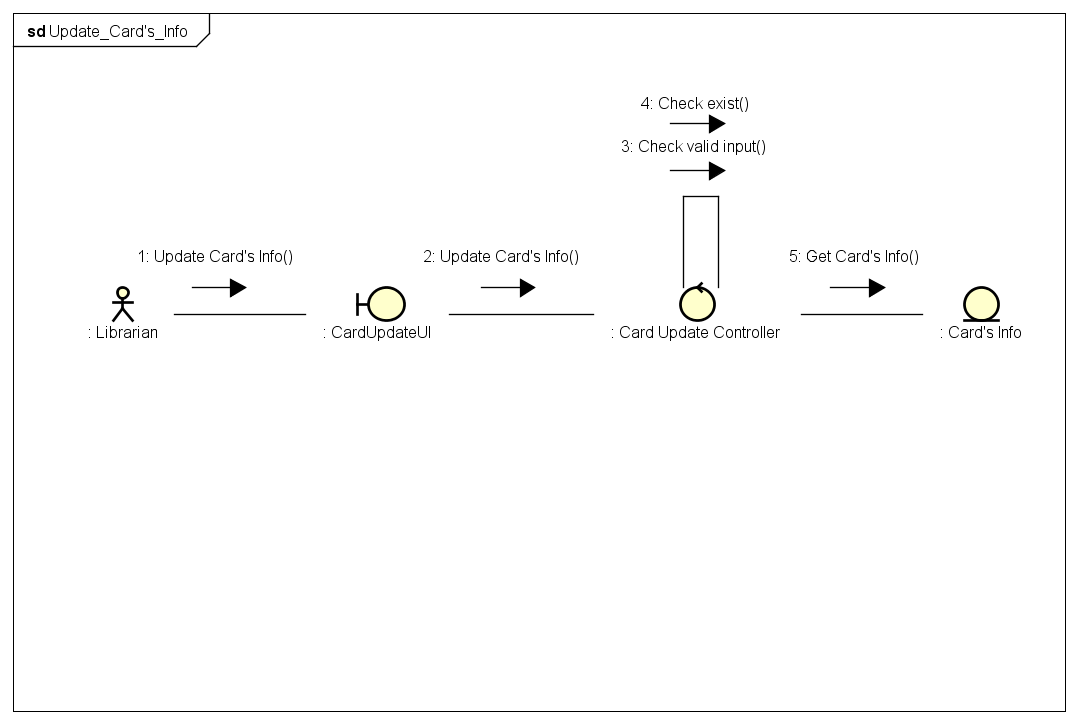 sd Update_Card's_Info
4: Check exist()
3: Check valid input()
1: Update Card's Info()
2: Update Card's Info()
5: Get Card's Info()
: Librarian
: CardUpdateUI
: Card Update Controller
: Card's Info